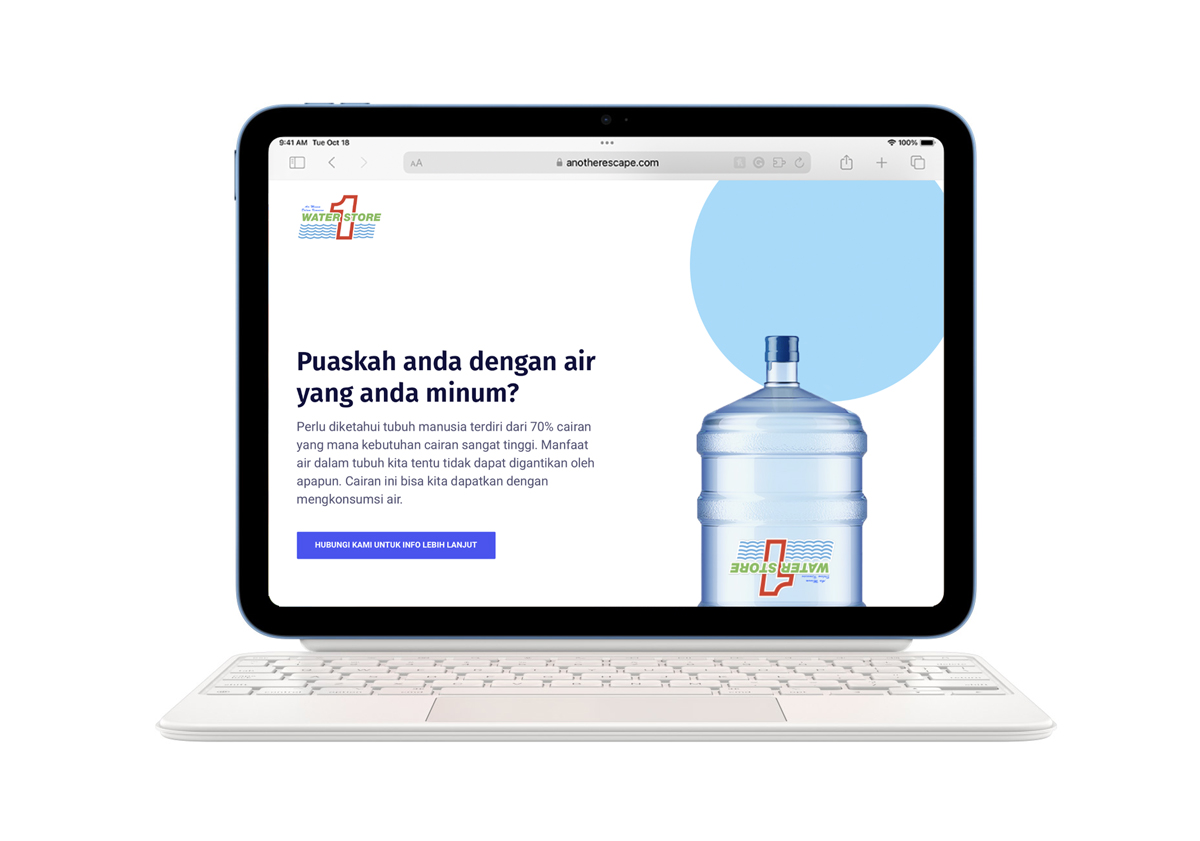 9:41 AM Tue Oct 18
100%
AA
anotherescape.com
WATER 1 STORE
Puaskah anda dengan air
yang anda minum?
Perlu diketahui tubuh manusia terdiri dari 70% cairan
yang mana kebutuhan cairan sangat tinggi. Manfaat
air dalam tubuh kita tentu tidak dapat digantikan oleh
apapun. Cairan ini bisa kita dapatkan dengan
mengkonsumsi air.
HUBUNGI KAMI UNTUK INFO LEBIH LANJUT
WATER 1 STORE